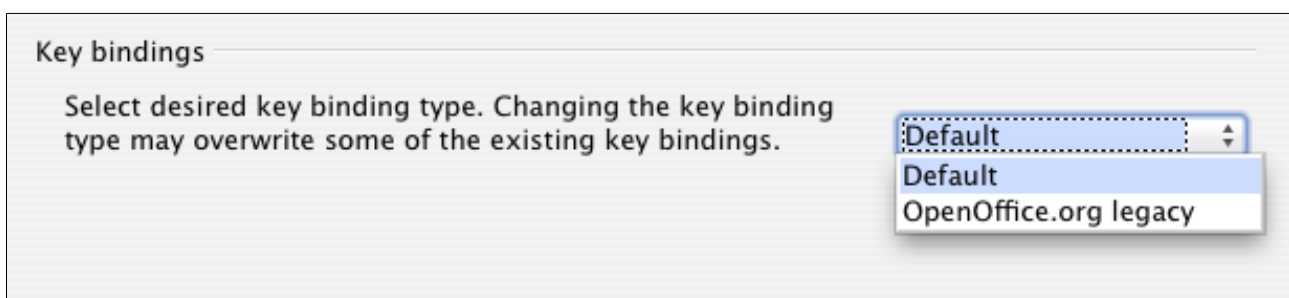 Key bindings
Select desired key binding type. Changing the key binding
type may overwrite some of the existing key bindings.
Default
Default
OpenOffice.org legacy